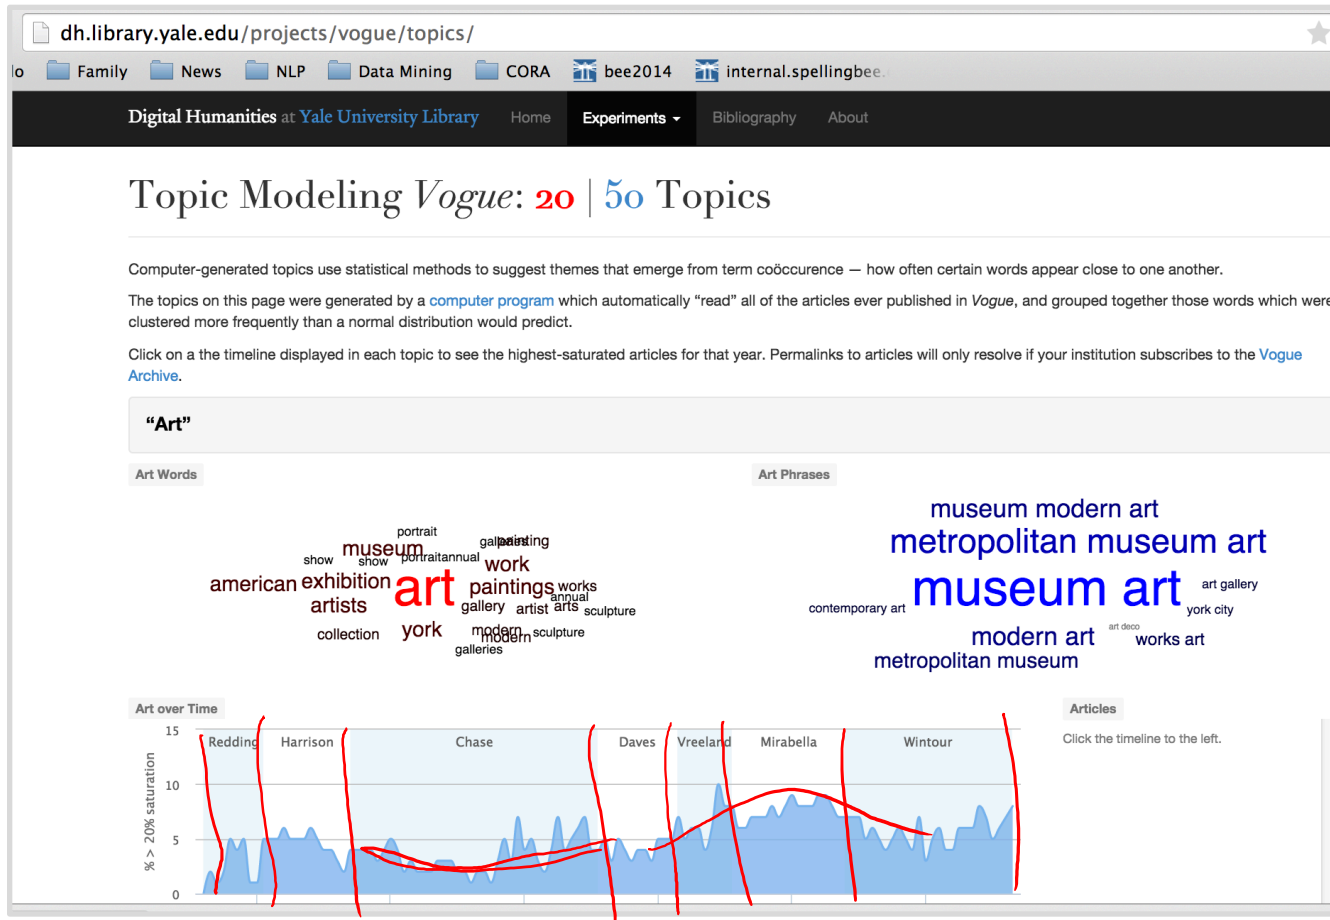 dh.library.yale.edu/projects/vogue/topics/
lo Family News NLP Data Mining CORA bee2014 internal.spellingbee.
Digital Humanities at Yale University Library Home Experiments Bibliography About
Topic Modeling Vogue: 20 | 50 Topics
Computer-generated topics use statistical methods to suggest themes that emerge from term coöccurence — how often certain words appear close to one another.
The topics on this page were generated by a computer program which automatically “read” all of the articles ever published in Vogue, and grouped together those words which were
clustered more frequently than a normal distribution would predict.
Click on a the timeline displayed in each topic to see the highest-saturated articles for that year. Permalinks to articles will only resolve if your institution subscribes to the Vogue
Archive.
“Art”
Art Words
portrait
galleries painting
museum
show show portrait annual work
american exhibition art paintings works
annual
artists gallery artist arts sculpture
collection york modern sculpture
modern
galleries
Art Phrases
museum modern art
metropolitan museum art
museum art art gallery
contemporary art york city
art deco
modern art works art
metropolitan museum
Art over Time
% > 20% saturation
15
10
5
0
Redding Harrison Chase Daves Vreeland Mirabella Wintour
Articles
Click the timeline to the left.